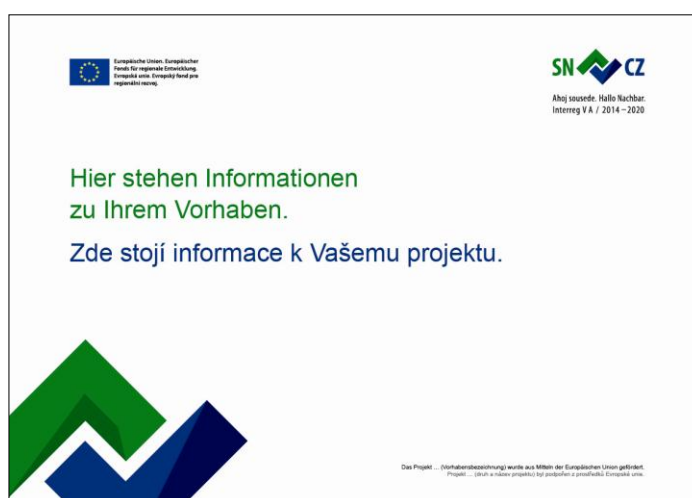 Europäische Union. Europäischer
Fonds für regionale Entwicklung.
Evropská unie. Evropský fond pro
regionální rozvoj.
SN CZ
Ahoj sousede. Hallo Nachbar.
Interreg V A / 2014–2020
Hier stehen Informationen
zu Ihrem Vorhaben.
Zde stojí informace k Vašemu projektu.
Das Projekt ... (Vorhabensbezeichnung) wurde aus Mitteln der Europäischen Union gefördert.
Projekt ... (druh a název projektu) byl podpořen z prostředků Evropské unie.